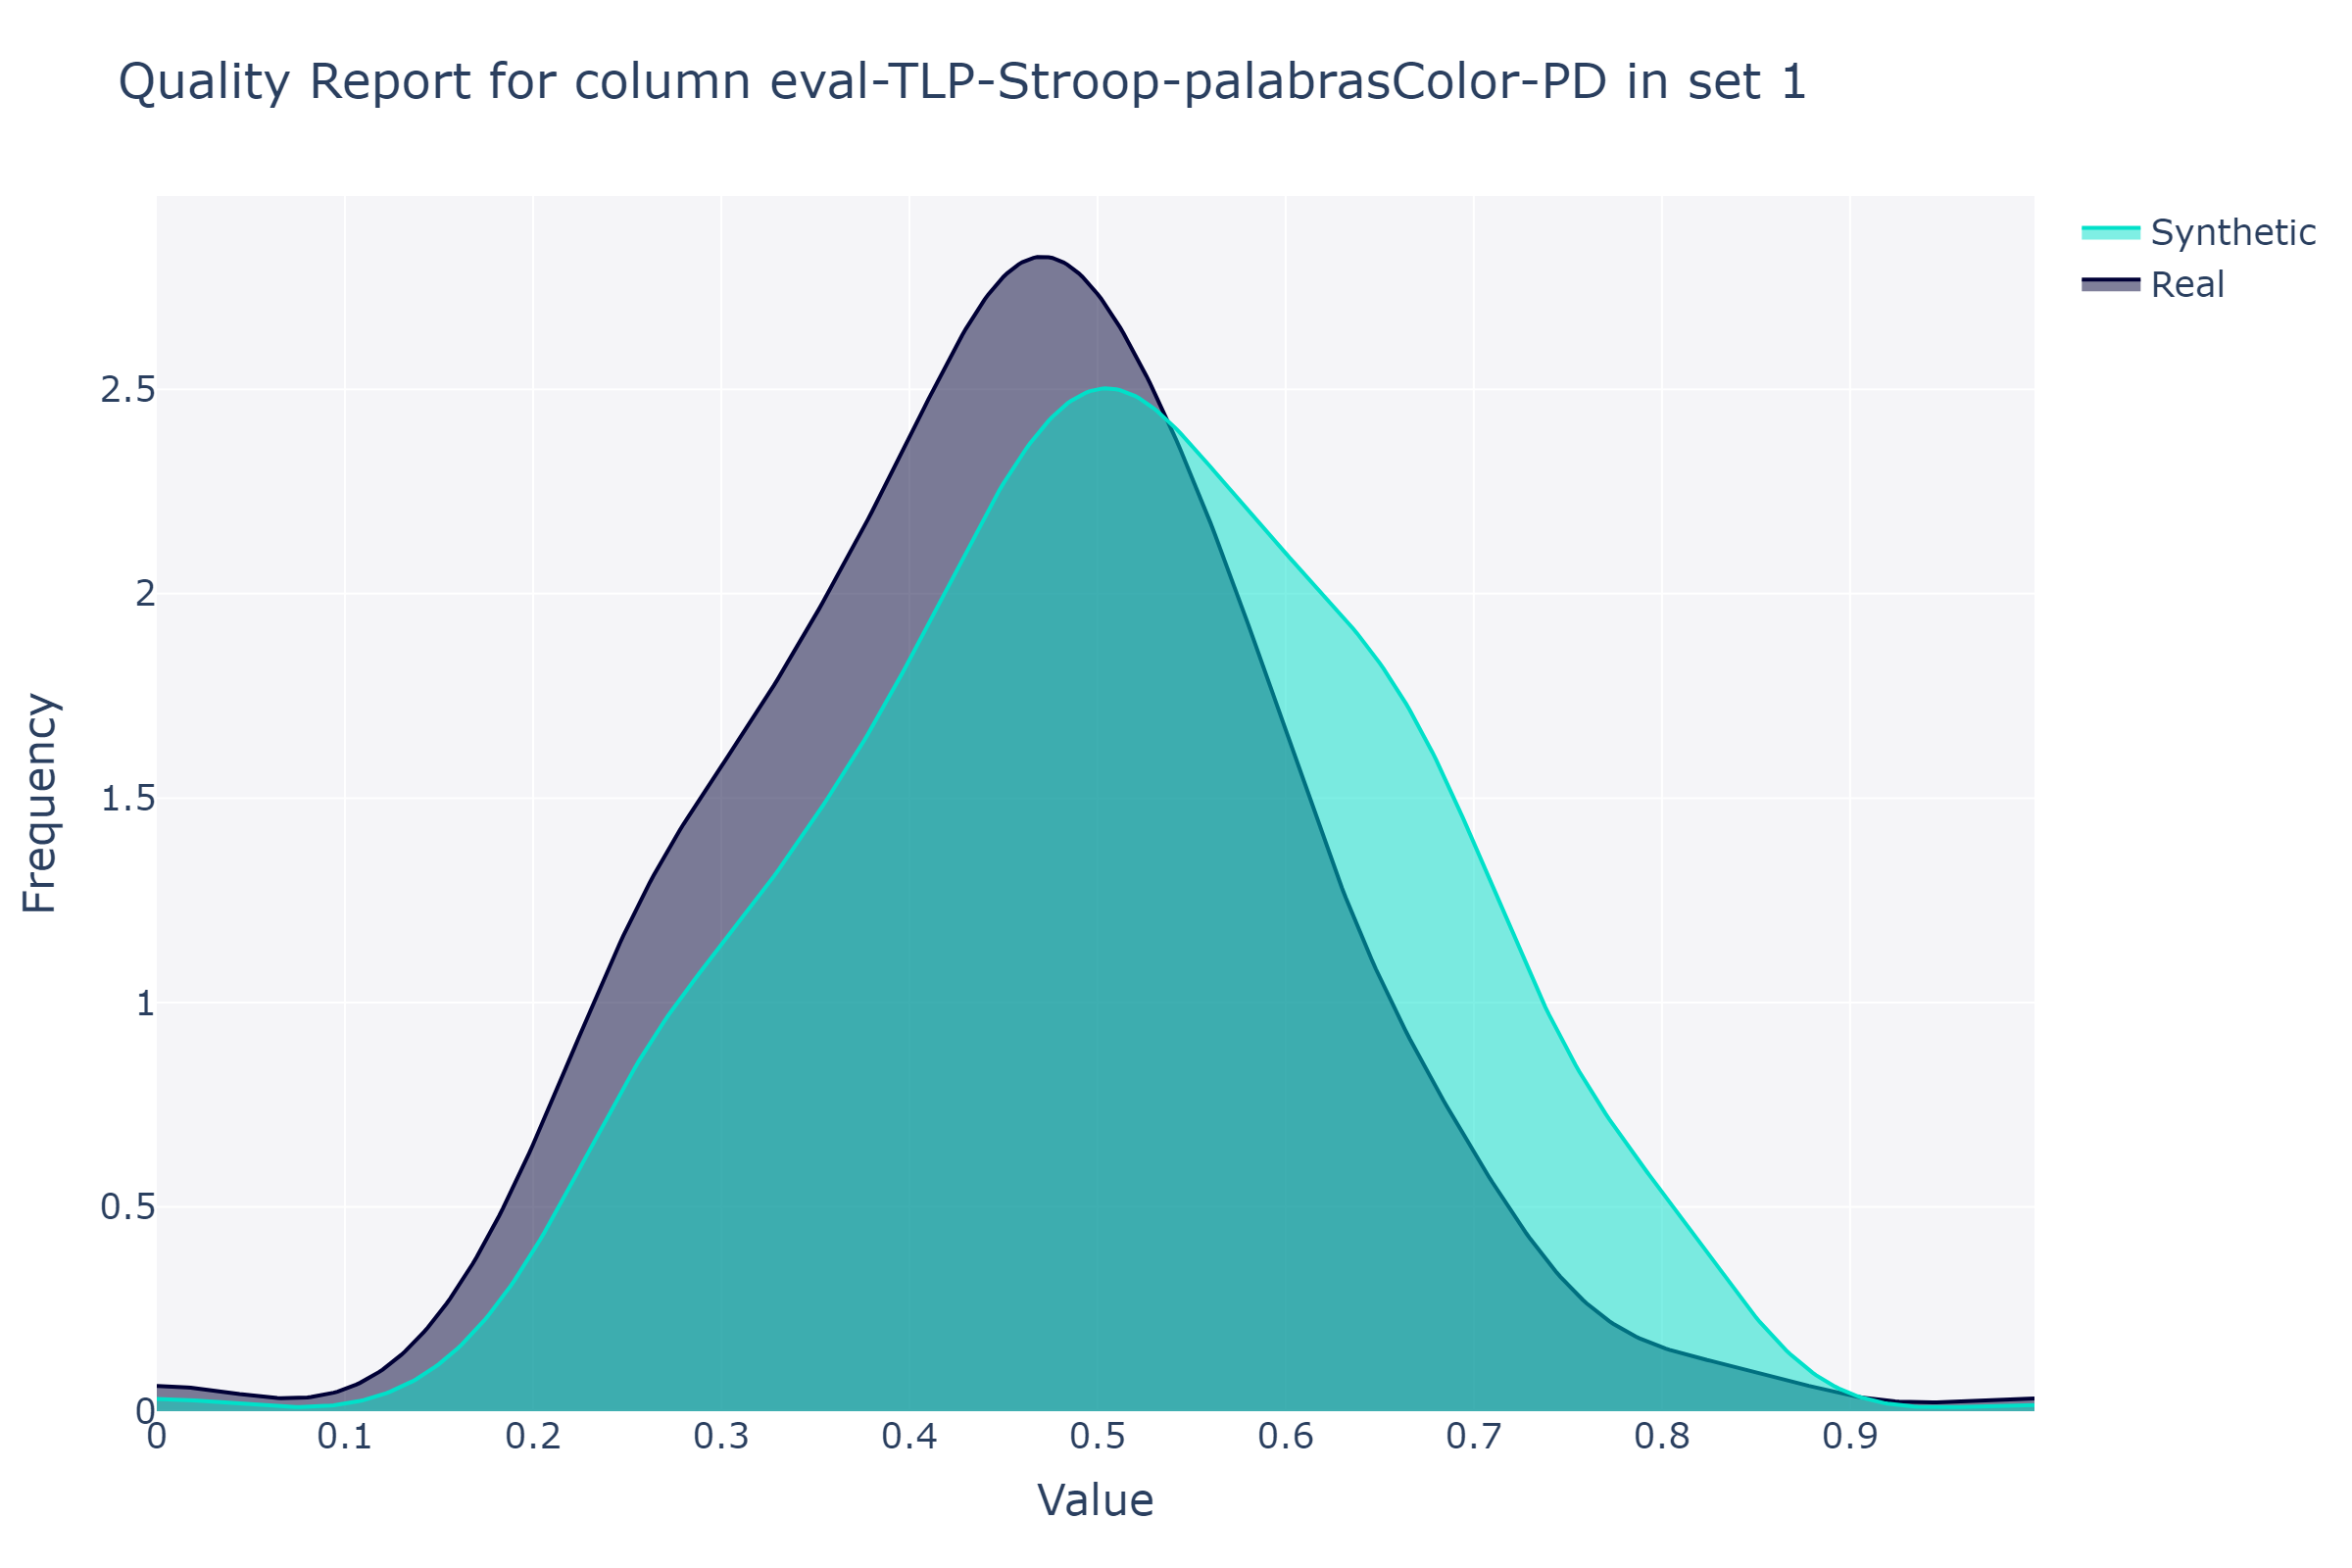 Quality Report for column eval-TLP-Stroop-palabrasColor-PD in set 1
Synthetic
Real
Frequency
2.5
2
1.5
1
0.5
0
0 0.1 0.2 0.3 0.4 0.5 0.6 0.7 0.8 0.9
Value